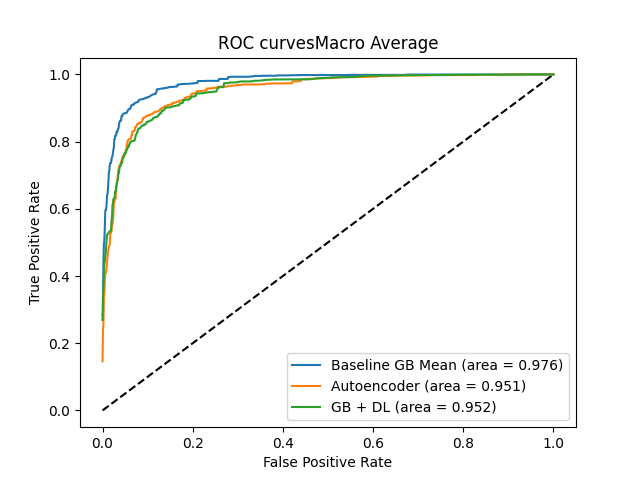 ROC curvesMacro Average
True Positive Rate
1.0
0.8
0.6
0.4
0.2
0.0
Baseline GB Mean (area = 0.976)
Autoencoder (area = 0.951)
GB + DL (area = 0.952)
0.0 0.2 0.4 0.6 0.8 1.0
False Positive Rate